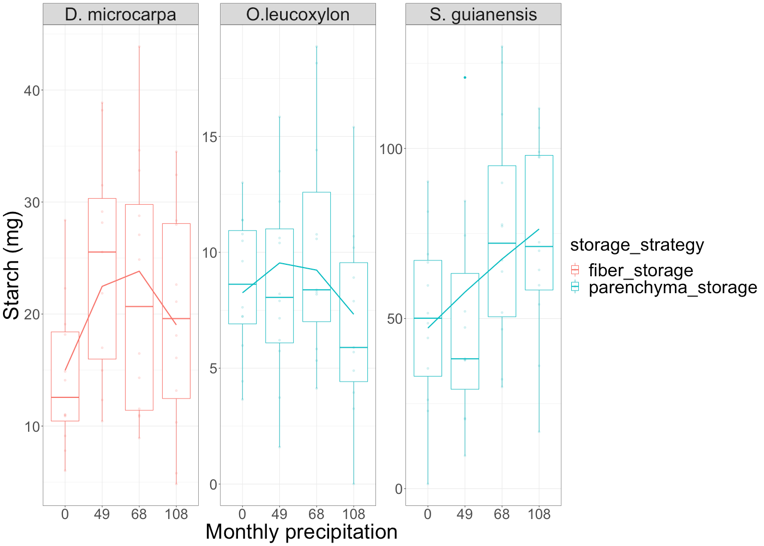 D. microcarpa
O.leucoxylon
S. guianensis
Starch (mg)
40
30
20
10
15
10
5
0
100
50
0
0 49 68 108
0 49 68 108
0 49 68 108
Monthly precipitation
storage_strategy
fiber_storage
parenchyma_storage